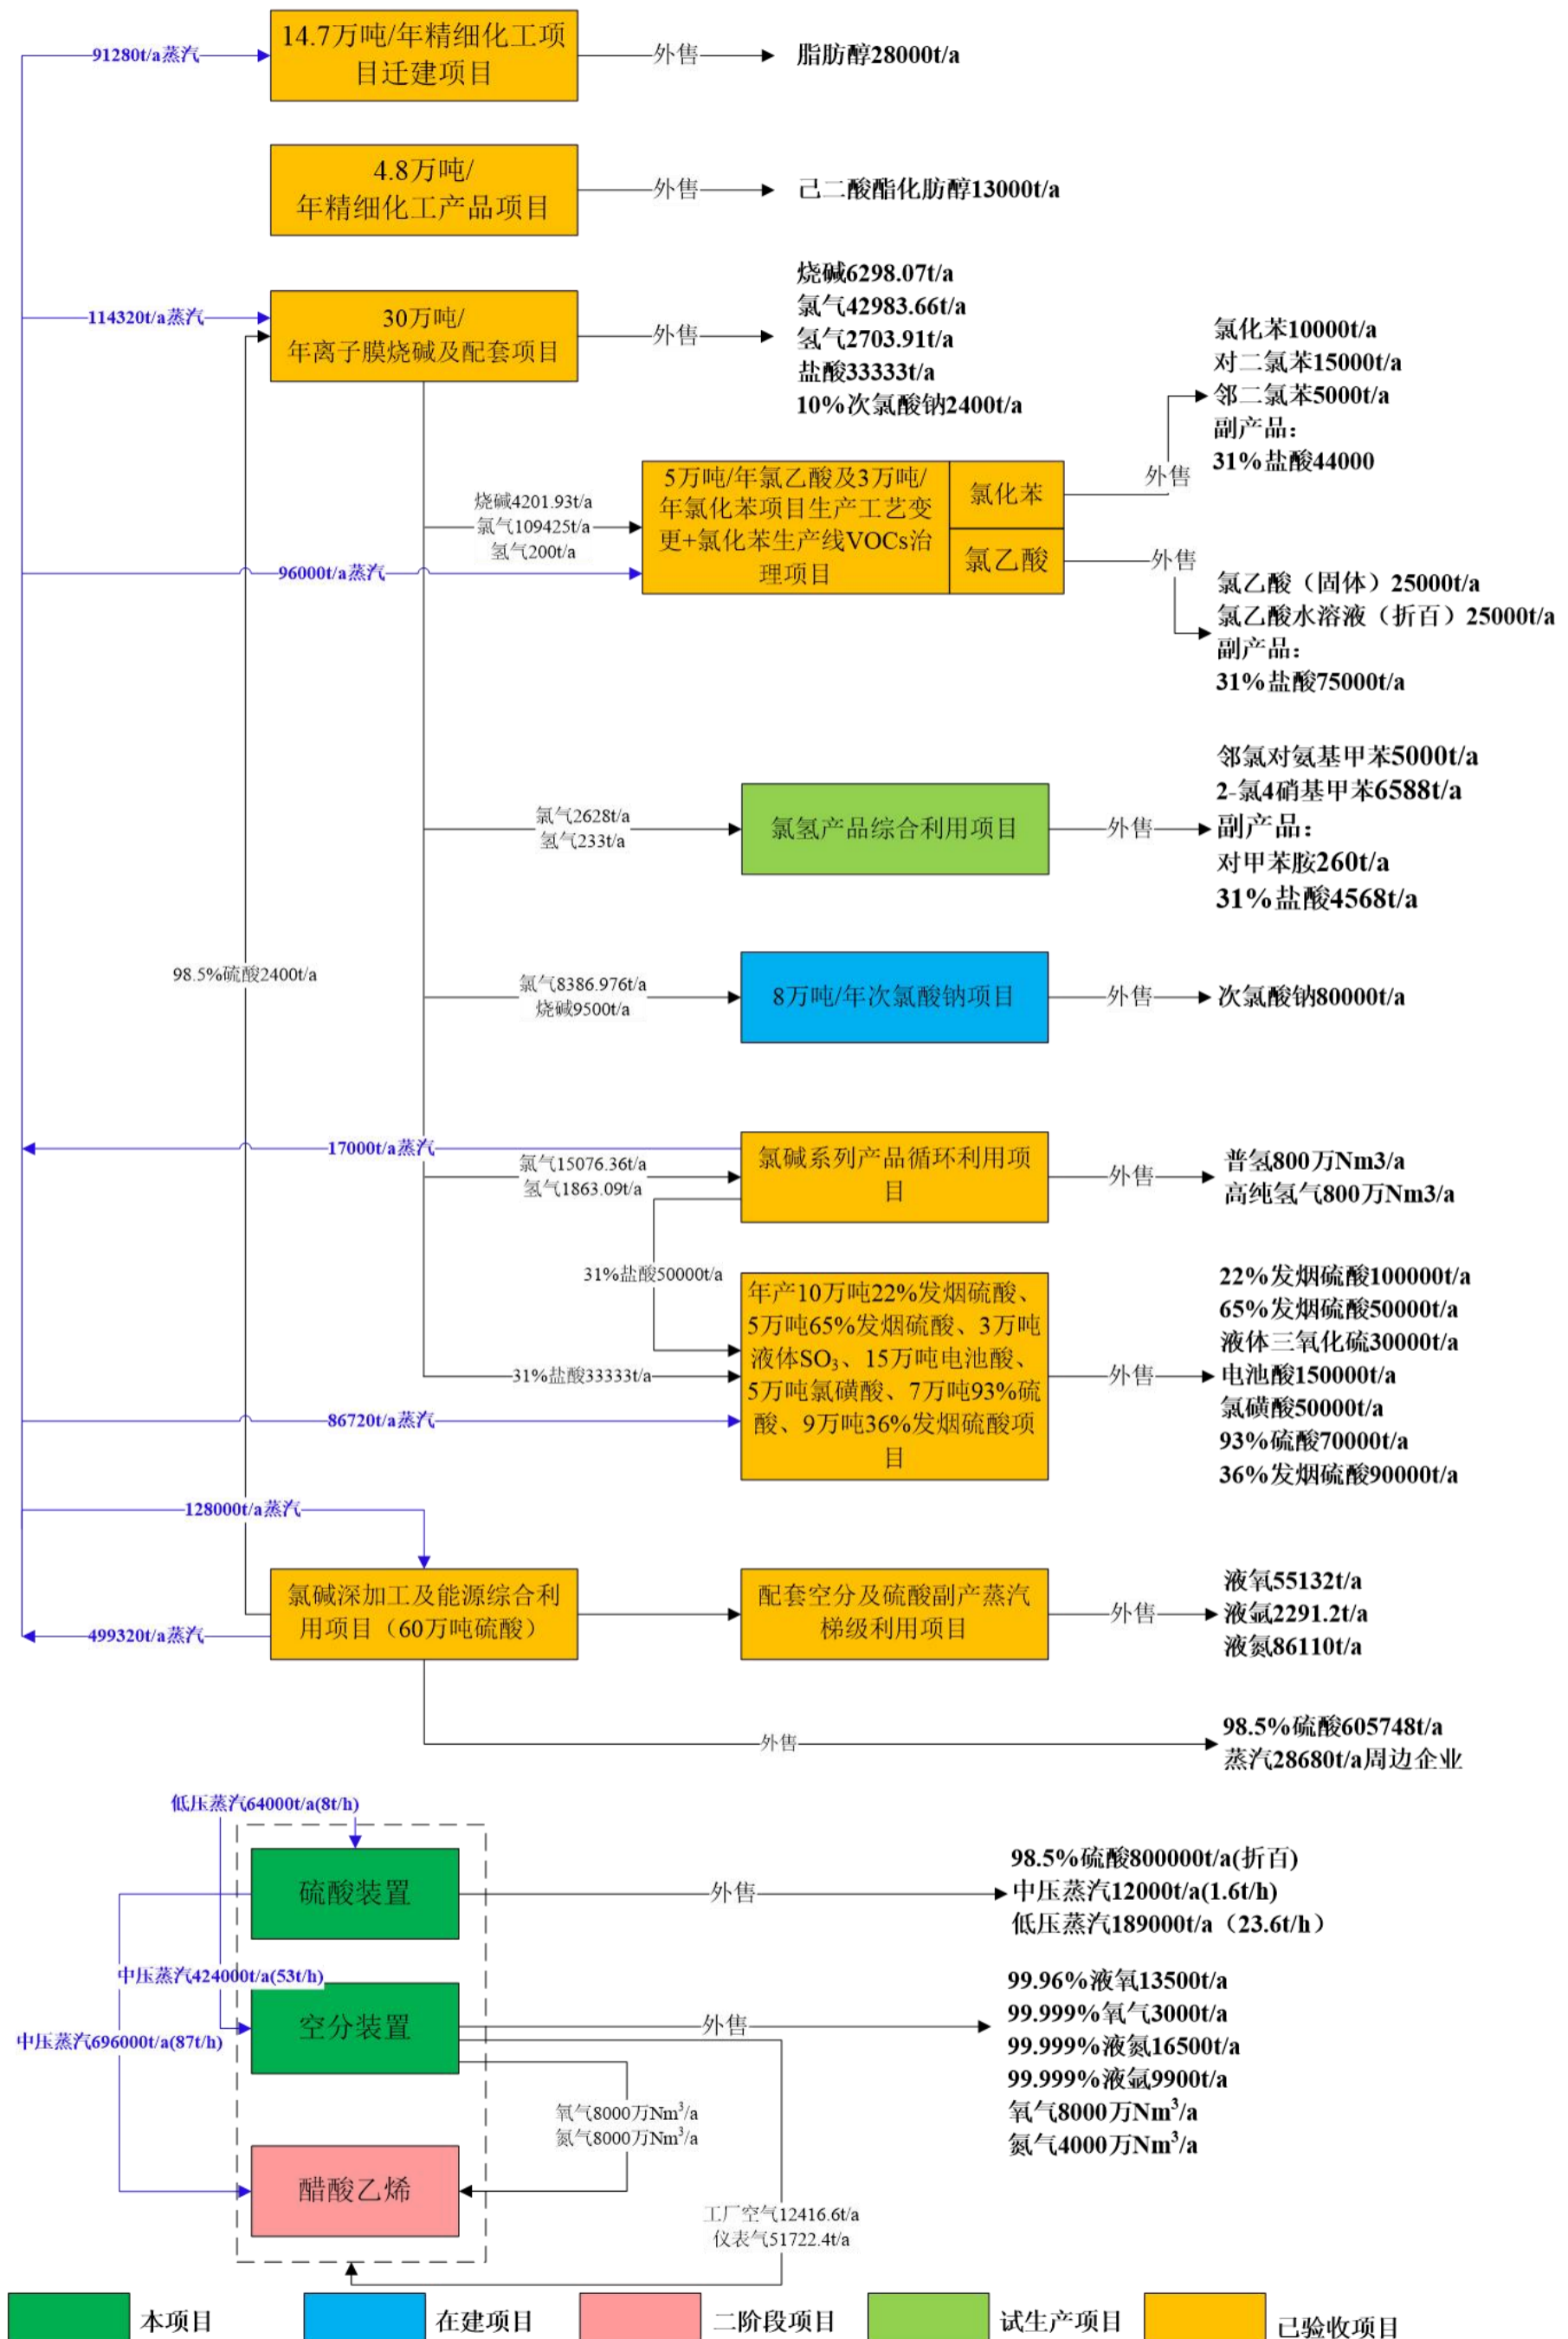 14.7万吨/年精细化工项
目迁建项目
91280t/a蒸汽
外售
脂肪醇28000t/a
4.8万吨/
年精细化工产品项目
外售
己二酸酯化肪醇13000t/a
30万吨/
年离子膜烧碱及配套项目
114320t/a蒸汽
外售
烧碱6298.07t/a
氯气42983.66t/a
氢气2703.91t/a
盐酸33333t/a
10%次氯酸钠2400t/a
烧碱4201.93t/a
氯气109425t/a
氢气200t/a
96000t/a蒸汽
5万吨/年氯乙酸及3万吨/
年氯化苯项目生产工艺变
更+氯化苯生产线VOCs治
理项目
氯化苯
氯乙酸
外售
氯化苯10000t/a
对二氯苯15000t/a
邻二氯苯5000t/a
副产品：
31%盐酸44000
外售
氯乙酸（固体）25000t/a
氯乙酸水溶液（折百）25000t/a
副产品：
31%盐酸75000t/a
氯气2628t/a
氢气233t/a
氯氢产品综合利用项目
外售
邻氯对氨基甲苯5000t/a
2-氯4硝基甲苯6588t/a
副产品：
对甲苯胺260t/a
31%盐酸4568t/a
98.5%硫酸2400t/a
氯气8386.976t/a
烧碱9500t/a
8万吨/年次氯酸钠项目
外售
次氯酸钠80000t/a
17000t/a蒸汽
氯气15076.36t/a
氢气1863.09t/a
氯碱系列产品循环利用项
目
外售
普氢800万Nm3/a
高纯氢气800万Nm3/a
31%盐酸50000t/a
31%盐酸33333t/a
86720t/a蒸汽
年产10万吨22%发烟硫酸、
5万吨65%发烟硫酸、3万吨
液体SO₃、15万吨电池酸、
5万吨氯磺酸、7万吨93%硫
酸、9万吨36%发烟硫酸项
目
外售
22%发烟硫酸100000t/a
65%发烟硫酸50000t/a
液体三氧化硫30000t/a
电池酸150000t/a
氯磺酸50000t/a
93%硫酸70000t/a
36%发烟硫酸90000t/a
128000t/a蒸汽
499320t/a蒸汽
氯碱深加工及能源综合利
用项目（60万吨硫酸）
配套空分及硫酸副产蒸汽
梯级利用项目
外售
液氧55132t/a
液氩2291.2t/a
液氮86110t/a
外售
98.5%硫酸605748t/a
蒸汽28680t/a周边企业
低压蒸汽64000t/a(8t/h)
硫酸装置
外售
98.5%硫酸800000t/a(折百)
中压蒸汽12000t/a(1.6t/h)
低压蒸汽189000t/a（23.6t/h）
中压蒸汽424000t/a(53t/h)
中压蒸汽696000t/a(87t/h)
空分装置
外售
99.96%液氧13500t/a
99.999%氧气3000t/a
99.999%液氮16500t/a
99.999%液氩9900t/a
氧气8000万Nm³/a
氮气4000万Nm³/a
氧气8000万Nm³/a
氮气8000万Nm³/a
醋酸乙烯
工厂空气12416.6t/a
仪表气51722.4t/a
本项目
在建项目
二阶段项目
试生产项目
已验收项目